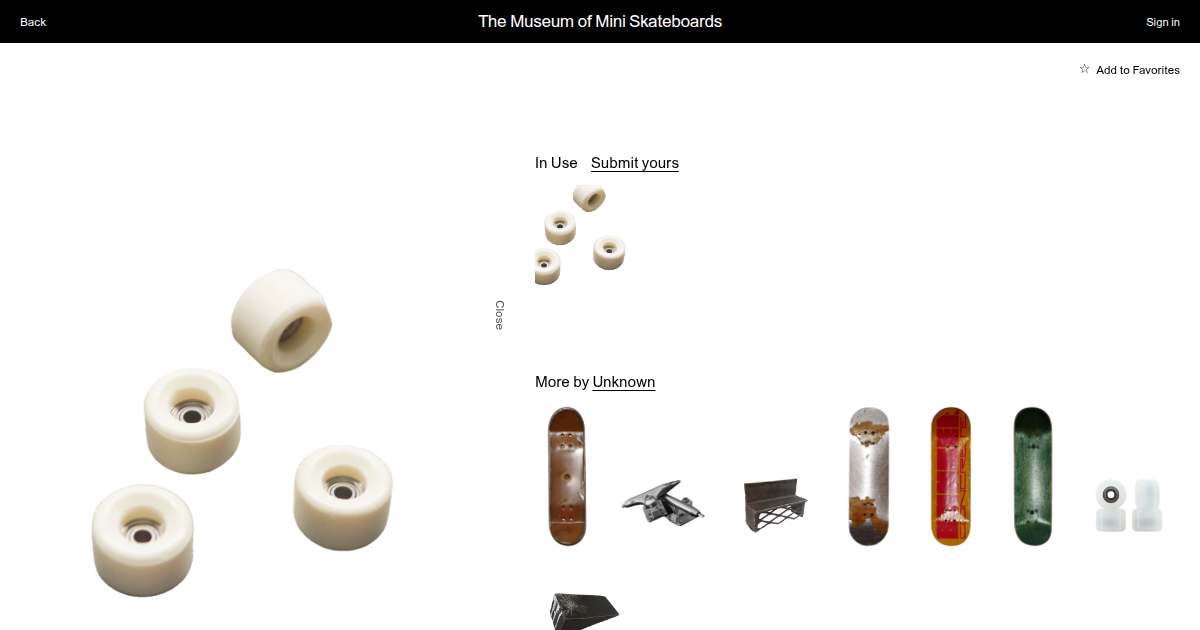 Back
The Museum of Mini Skateboards
Sign in
☆ Add to Favorites
In Use Submit yours
Close
More by Unknown